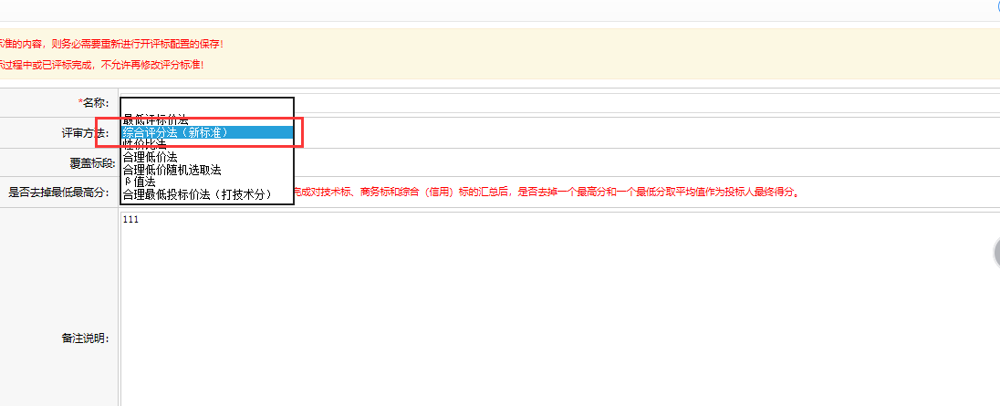 准的内容，则务必需要重新进行开评标配置的保存！
过程中或已评标完成，不允许再修改评分标准！
*名称：
最低评标价法
评审方法：
综合评分法（新标准）
性价比法
合理低价法
覆盖标段:
合理低价随机选取法
β值法
是否去掉最低最高分：
合理最低投标价法（打技术分）
完成对技术标、商务标和综合（信用）标的汇总后，是否去掉一个最高分和一个最低分取平均值作为投标人最终得分。
111
备注说明：